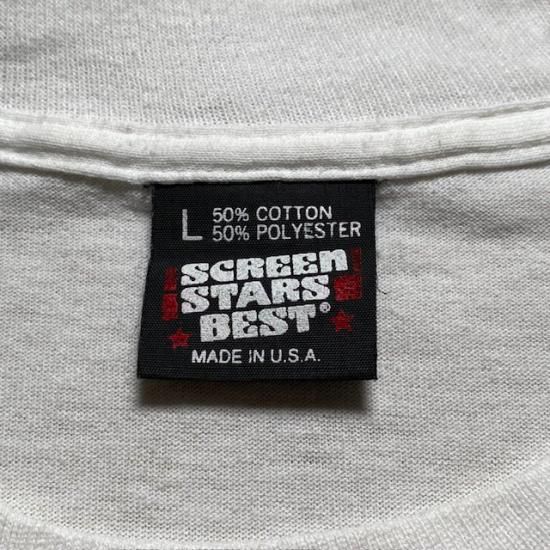 L 50% COTTON
50% POLYESTER
SCREEN
STARS
BEST®
MADE IN U.S.A.